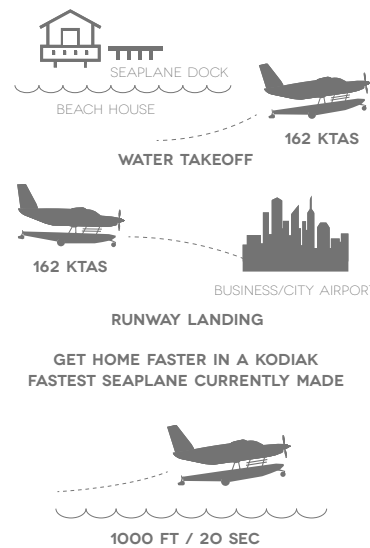 SEAPLANE DOCK
BEACH HOUSE
162 KTAS
WATER TAKEOFF
162 KTAS
BUSINESS/CITY AIRPOR
RUNWAY LANDING
GET HOME FASTER IN A KODIAK
FASTEST SEAPLANE CURRENTLY MADE
1000 FT / 20 SEC